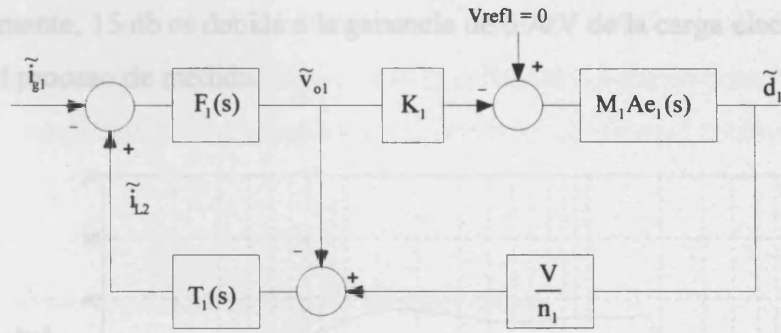 Vref1 = 0
ĩg1
F1(s)
ṽo1
K1
M1Ae1(s)
d̃1
−
+
−
+
ĩL2
T1(s)
−
+
V
n1